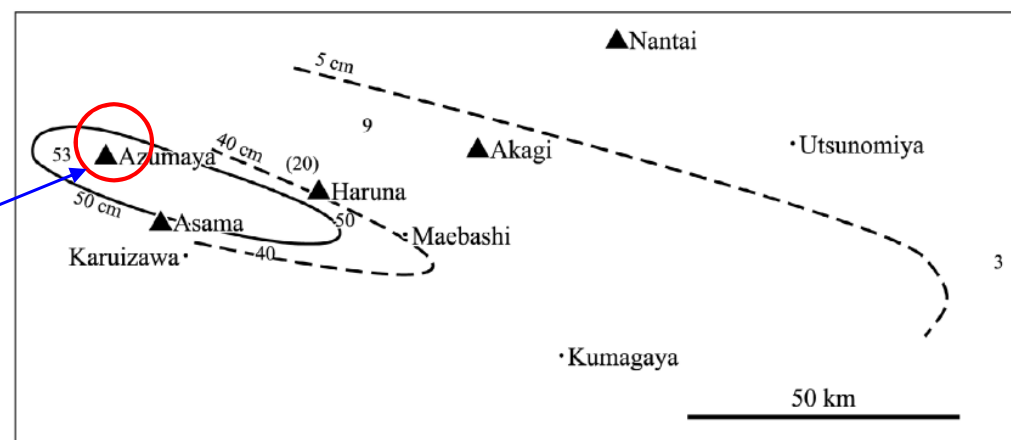 Nantai
5 cm
9
40 cm
Akagi
Utsunomiya
53
Azumaya
(20)
Haruna
50 cm
Asama
50
Maebashi
Karuizawa
40
3
Kumagaya
50 km